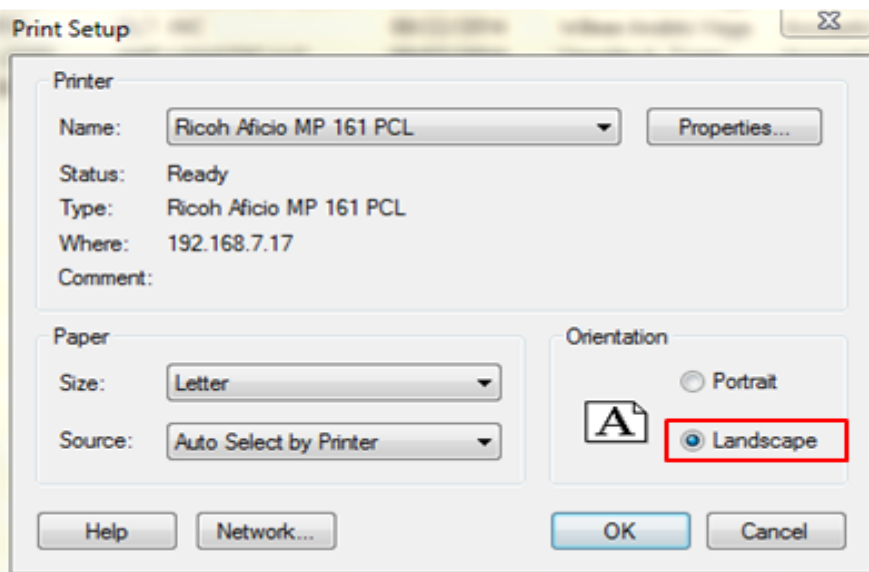 Print Setup
Printer
Name: Ricoh Aficio MP 161 PCL Properties...
Status: Ready
Type: Ricoh Aficio MP 161 PCL
Where: 192.168.7.17
Comment:
Paper
Size: Letter
Source: Auto Select by Printer
Orientation
Portrait
A
Landscape
Help Network... OK Cancel